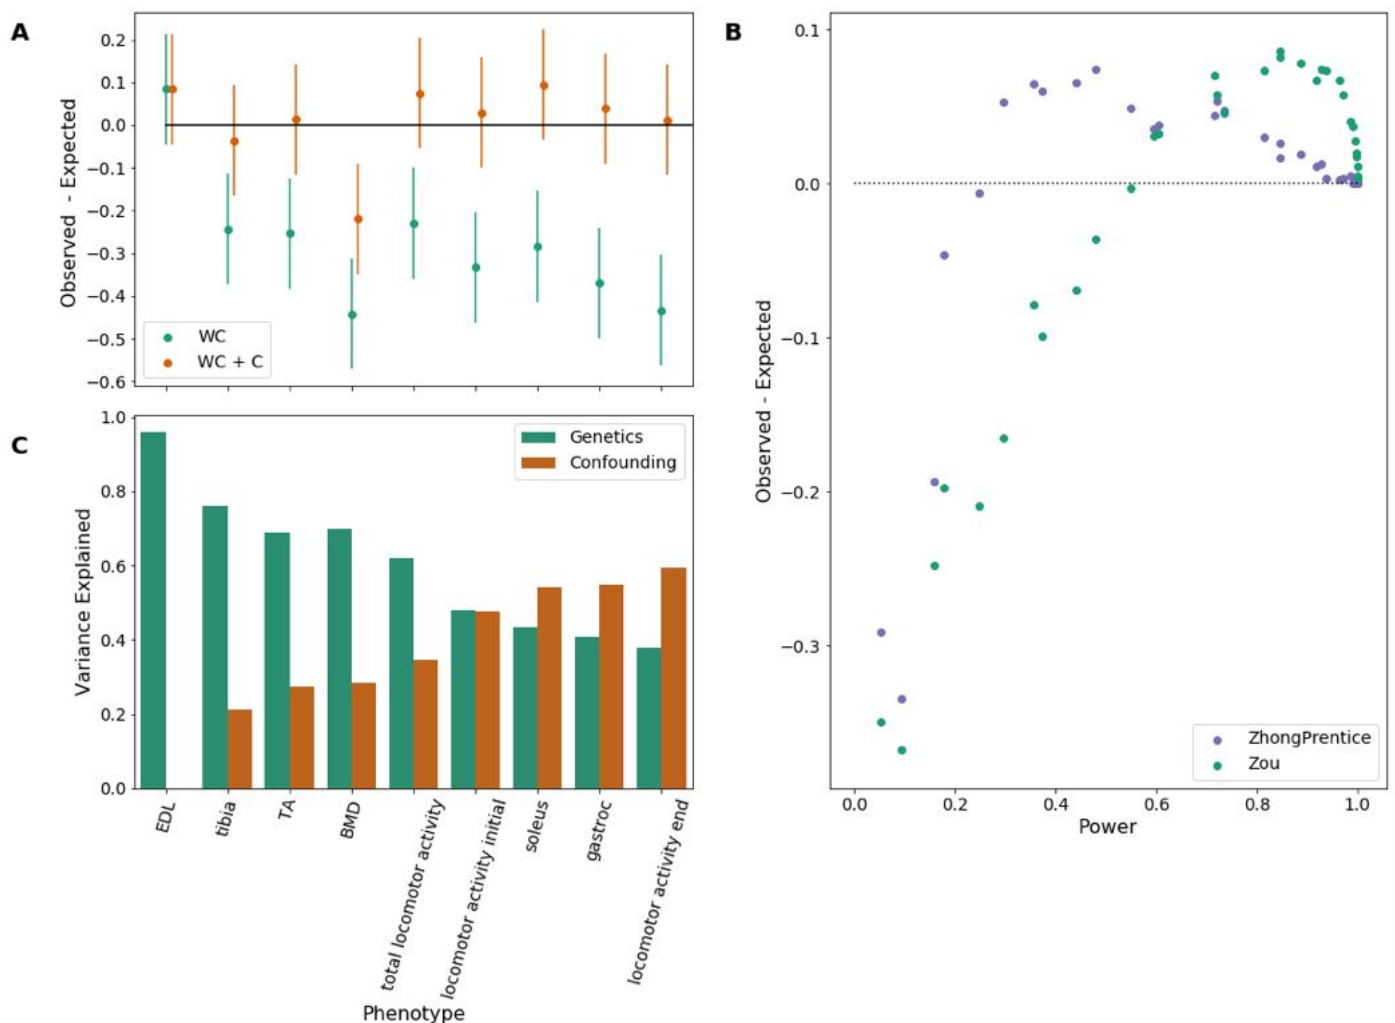 A
Observed - Expected
0.2
0.1
0.0
−0.1
−0.2
−0.3
−0.4
−0.5
−0.6
WC
WC + C
C
Variance Explained
1.0
0.8
0.6
0.4
0.2
0.0
Genetics
Confounding
EDL
tibia
TA
BMD
total locomotor activity
locomotor activity initial
soleus
gastroc
locomotor activity end
Phenotype
B
Observed - Expected
0.1
0.0
−0.1
−0.2
−0.3
ZhongPrentice
Zou
0.0
0.2
0.4
0.6
0.8
1.0
Power